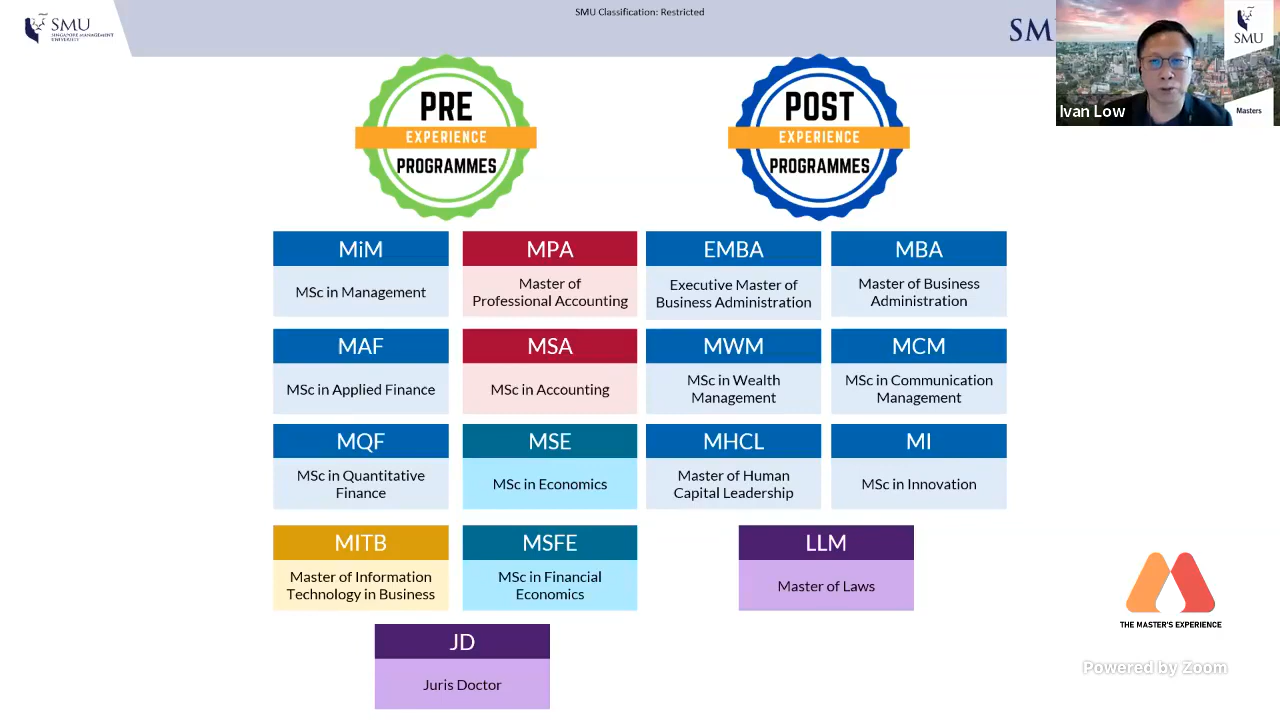 SMU Classification: Restricted
SMU
SINGAPORE MANAGEMENT
UNIVERSITY
SMU
Ivan Low
SMU
Masters
PRE
EXPERIENCE
PROGRAMMES
POST
EXPERIENCE
PROGRAMMES
MiM
MSc in Management
MPA
Master of
Professional Accounting
EMBA
Executive Master of
Business Administration
MBA
Master of Business
Administration
MAF
MSc in Applied Finance
MSA
MSc in Accounting
MWM
MSc in Wealth
Management
MCM
MSc in Communication
Management
MQF
MSc in Quantitative
Finance
MSE
MSc in Economics
MHCL
Master of Human
Capital Leadership
MI
MSc in Innovation
MITB
Master of Information
Technology in Business
MSFE
MSc in Financial
Economics
LLM
Master of Laws
JD
Juris Doctor
THE MASTER'S EXPERIENCE
Powered by Zoom